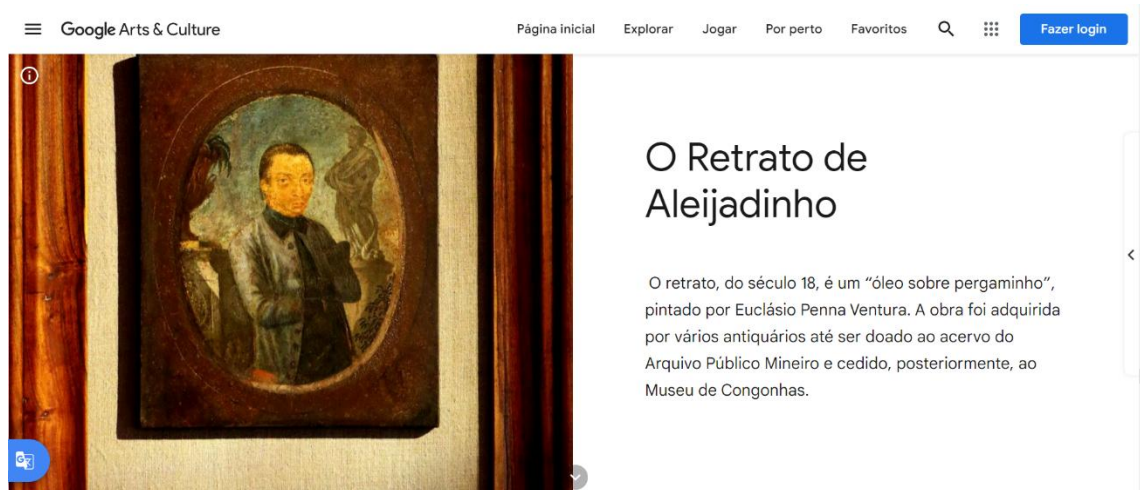 Google Arts & Culture
Página inicial Explorar Jogar Por perto Favoritos Fazer login
O Retrato de
Aleijadinho
O retrato, do século 18, é um “óleo sobre pergaminho”,
pintado por Euclásio Penna Ventura. A obra foi adquirida
por vários antiquários até ser doado ao acervo do
Arquivo Público Mineiro e cedido, posteriormente, ao
Museu de Congonhas.